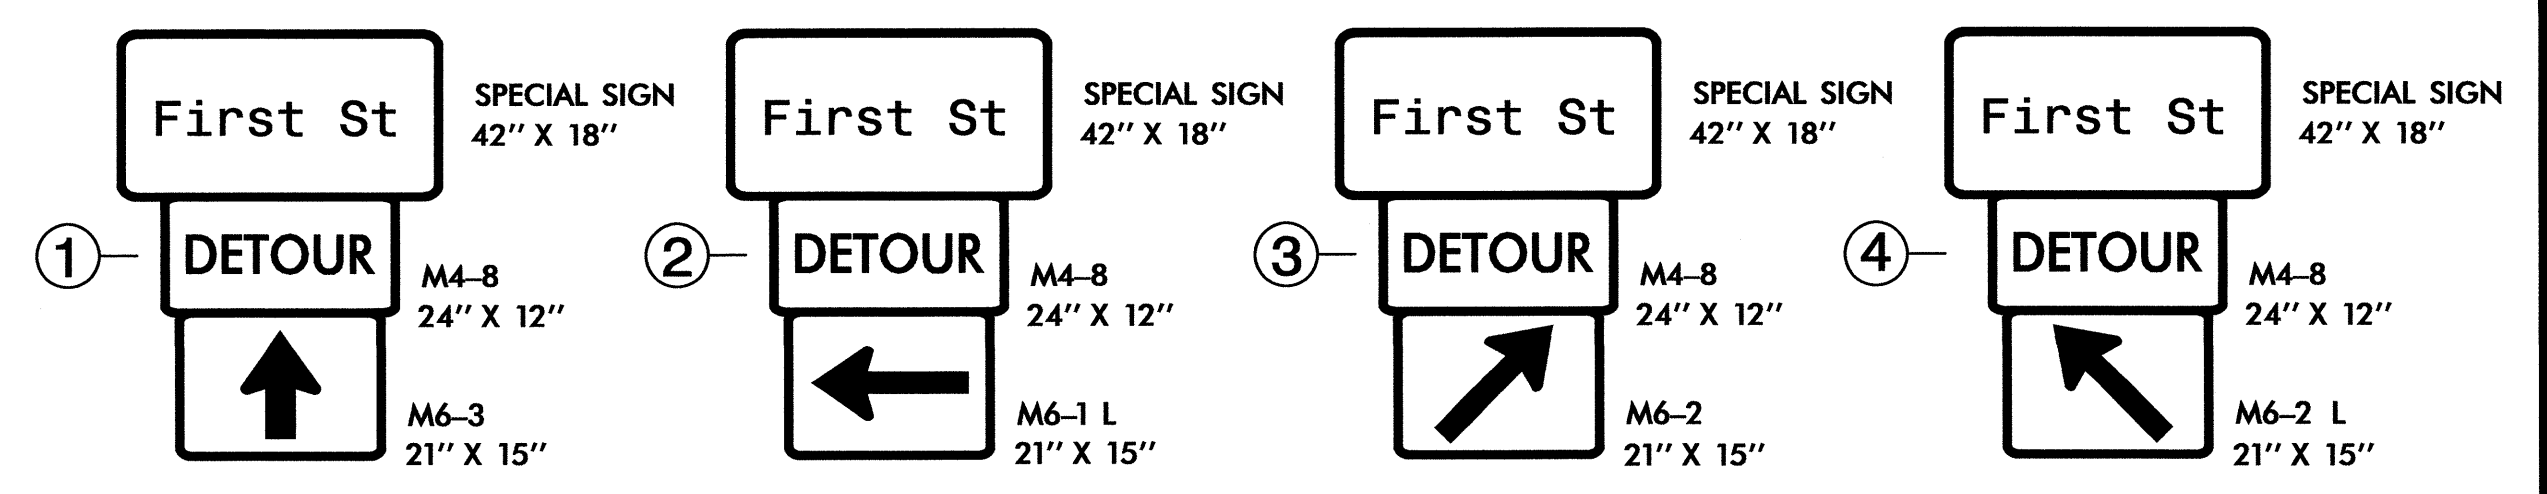 First St
SPECIAL SIGN
42" X 18"
1
DETOUR
M4-8
24" X 12"
M6-3
21" X 15"
First St
SPECIAL SIGN
42" X 18"
2
DETOUR
M4-8
24" X 12"
M6-1 L
21" X 15"
First St
SPECIAL SIGN
42" X 18"
3
DETOUR
M4-8
24" X 12"
M6-2
21" X 15"
First St
SPECIAL SIGN
42" X 18"
4
DETOUR
M4-8
24" X 12"
M6-2 L
21" X 15"